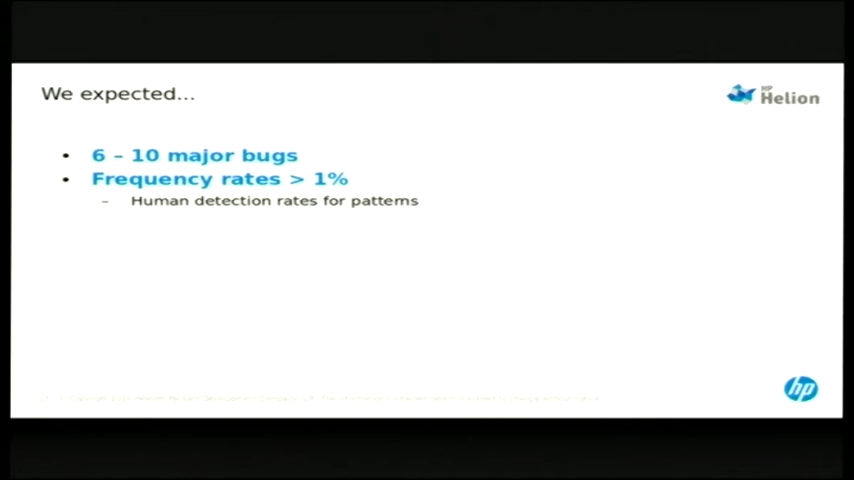 We expected...
HP
Helion
• 6 – 10 major bugs
• Frequency rates > 1%
– Human detection rates for patterns
hp